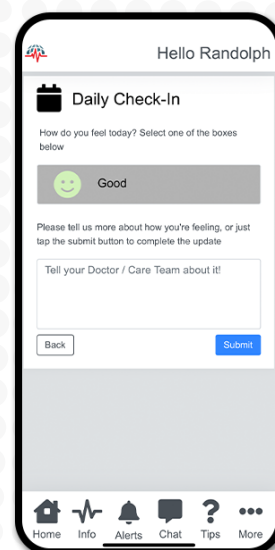 Hello Randolph
Daily Check-In
How do you feel today? Select one of the boxes
below
Good
Please tell us more about how you're feeling, or just
tap the submit button to complete the update
Tell your Doctor / Care Team about it!
Back
Submit
Home
Info
Alerts
Chat
Tips
More